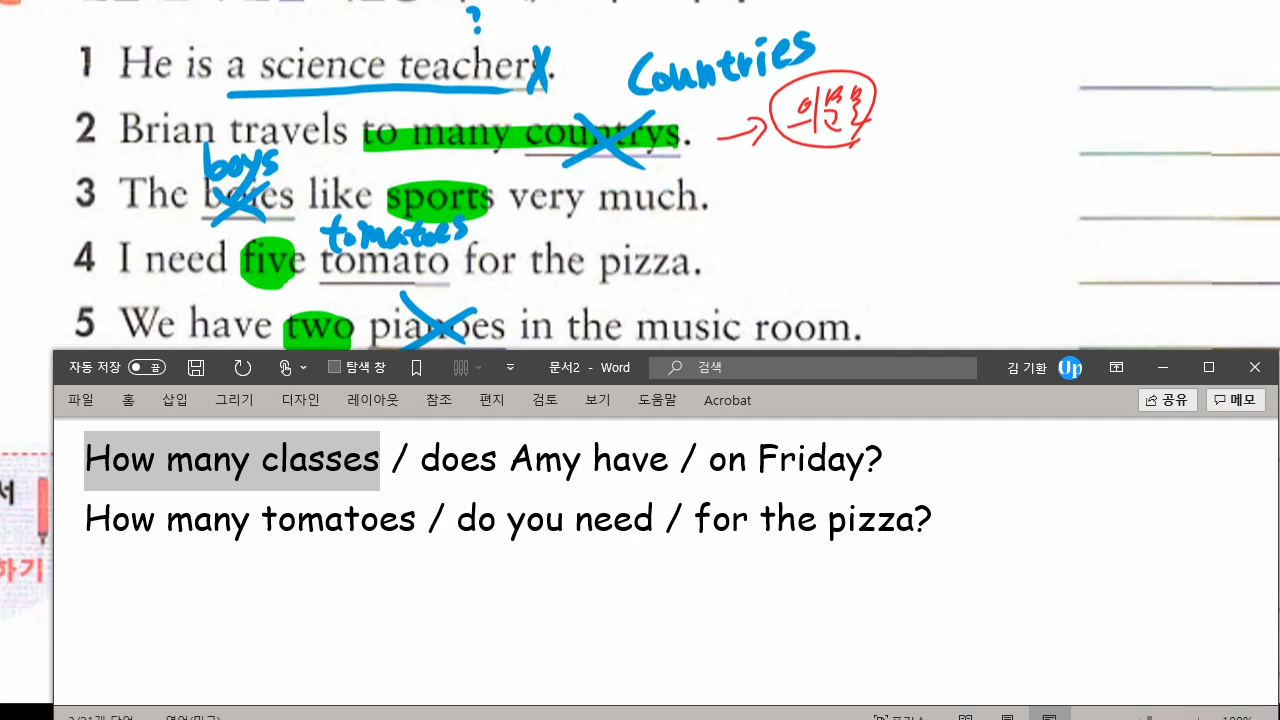 ?
1 He is a science teachers.
Countries
2 Brian travels to many countrys.
의문문
boys
3 The boies like sports very much.
tomatoes
4 I need five tomato for the pizza.
5 We have two pianoes in the music room.
자동 저장 끔 탐색 창 문서2 - Word 검색 김 기환 Up
파일 홈 삽입 그리기 디자인 레이아웃 참조 편지 검토 보기 도움말 Acrobat 공유 메모
How many classes / does Amy have / on Friday?
How many tomatoes / do you need / for the pizza?
하기